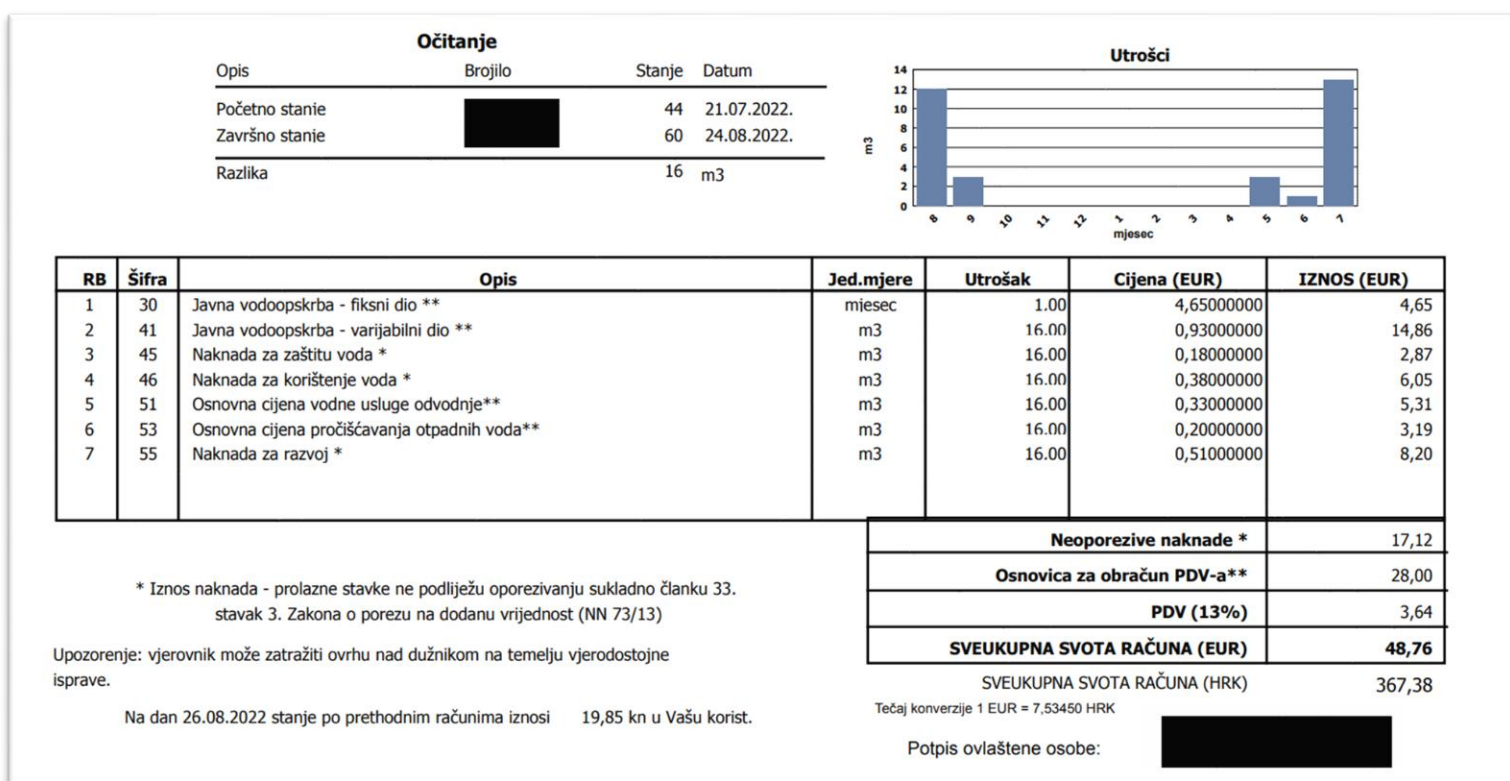 Očitanje
Opis Brojilo Stanje Datum
Početno stanje 44 21.07.2022.
Završno stanje 60 24.08.2022.
Razlika 16 m3
Utrošci
14
12
10
8
6
4
2
0
m3
8 9 10 11 12 1 2 3 4 5 6 7
mjesec
RB Šifra Opis Jed.mjere Utrošak Cijena (EUR) IZNOS (EUR)
1 30 Javna vodoopskrba - fiksni dio ** mjesec 1.00 4,65000000 4,65
2 41 Javna vodoopskrba - varijabilni dio ** m3 16.00 0,93000000 14,86
3 45 Naknada za zaštitu voda * m3 16.00 0,18000000 2,87
4 46 Naknada za korištenje voda * m3 16.00 0,38000000 6,05
5 51 Osnovna cijena vodne usluge odvodnje** m3 16.00 0,33000000 5,31
6 53 Osnovna cijena pročišćavanja otpadnih voda** m3 16.00 0,20000000 3,19
7 55 Naknada za razvoj * m3 16.00 0,51000000 8,20
Neoporezive naknade * 17,12
Osnovica za obračun PDV-a** 28,00
PDV (13%) 3,64
SVEUKUPNA SVOTA RAČUNA (EUR) 48,76
SVEUKUPNA SVOTA RAČUNA (HRK) 367,38
Tečaj konverzije 1 EUR = 7,53450 HRK
Potpis ovlaštene osobe:
* Iznos naknada - prolazne stavke ne podliježu oporezivanju sukladno članku 33.
stavak 3. Zakona o porezu na dodanu vrijednost (NN 73/13)
Upozorenje: vjerovnik može zatražiti ovrhu nad dužnikom na temelju vjerodostojne
isprave.
Na dan 26.08.2022 stanje po prethodnim računima iznosi 19,85 kn u Vašu korist.